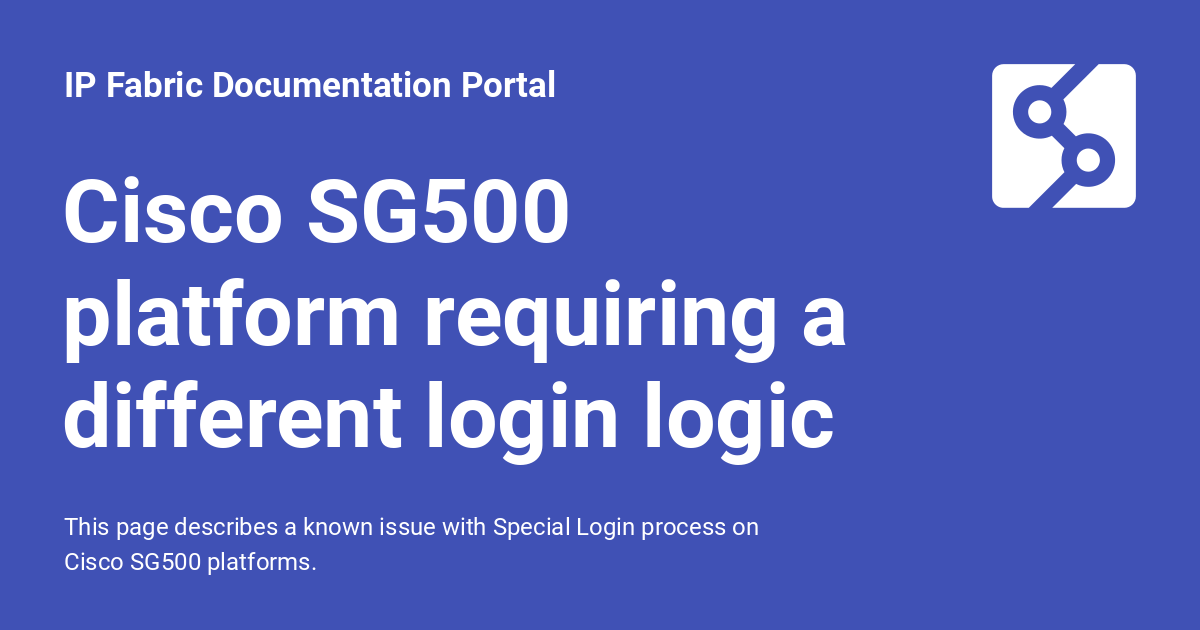 IP Fabric Documentation Portal
Cisco SG500
platform requiring a
different login logic
This page describes a known issue with Special Login process on
Cisco SG500 platforms.